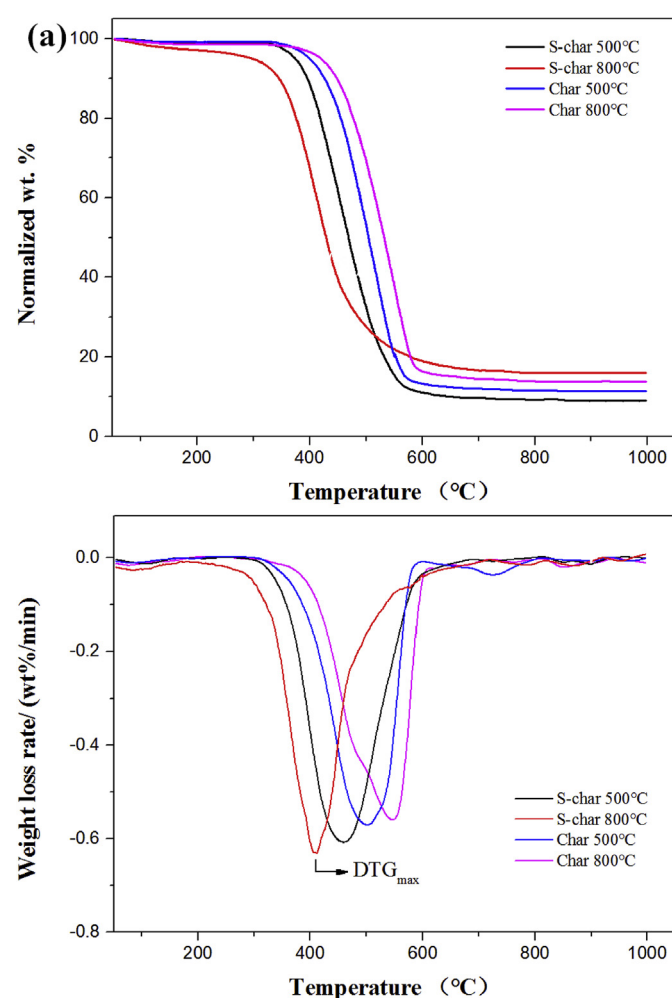 (a)
S-char 500℃
S-char 800℃
Char 500℃
Char 800℃
Normalized wt. %
100
80
60
40
20
0
200
400
600
800
1000
Temperature （℃）
0.0
-0.2
-0.4
-0.6
-0.8
Weight loss rate/ (wt%/min)
DTGmax
S-char 500℃
S-char 800℃
Char 500℃
Char 800℃
200
400
600
800
1000
Temperature （℃）